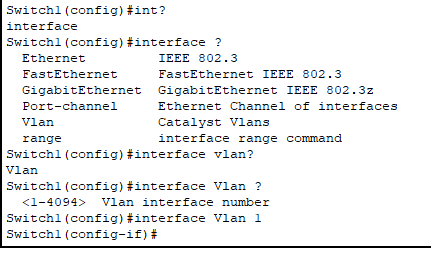 Switch1(config)#int?
interface
Switch1(config)#interface ?
  Ethernet         IEEE 802.3
  FastEthernet     FastEthernet IEEE 802.3
  GigabitEthernet  GigabitEthernet IEEE 802.3z
  Port-channel     Ethernet Channel of interfaces
  Vlan             Catalyst Vlans
  range            interface range command
Switch1(config)#interface vlan?
Vlan
Switch1(config)#interface Vlan ?
  <1-4094>  Vlan interface number
Switch1(config)#interface Vlan 1
Switch1(config-if)#